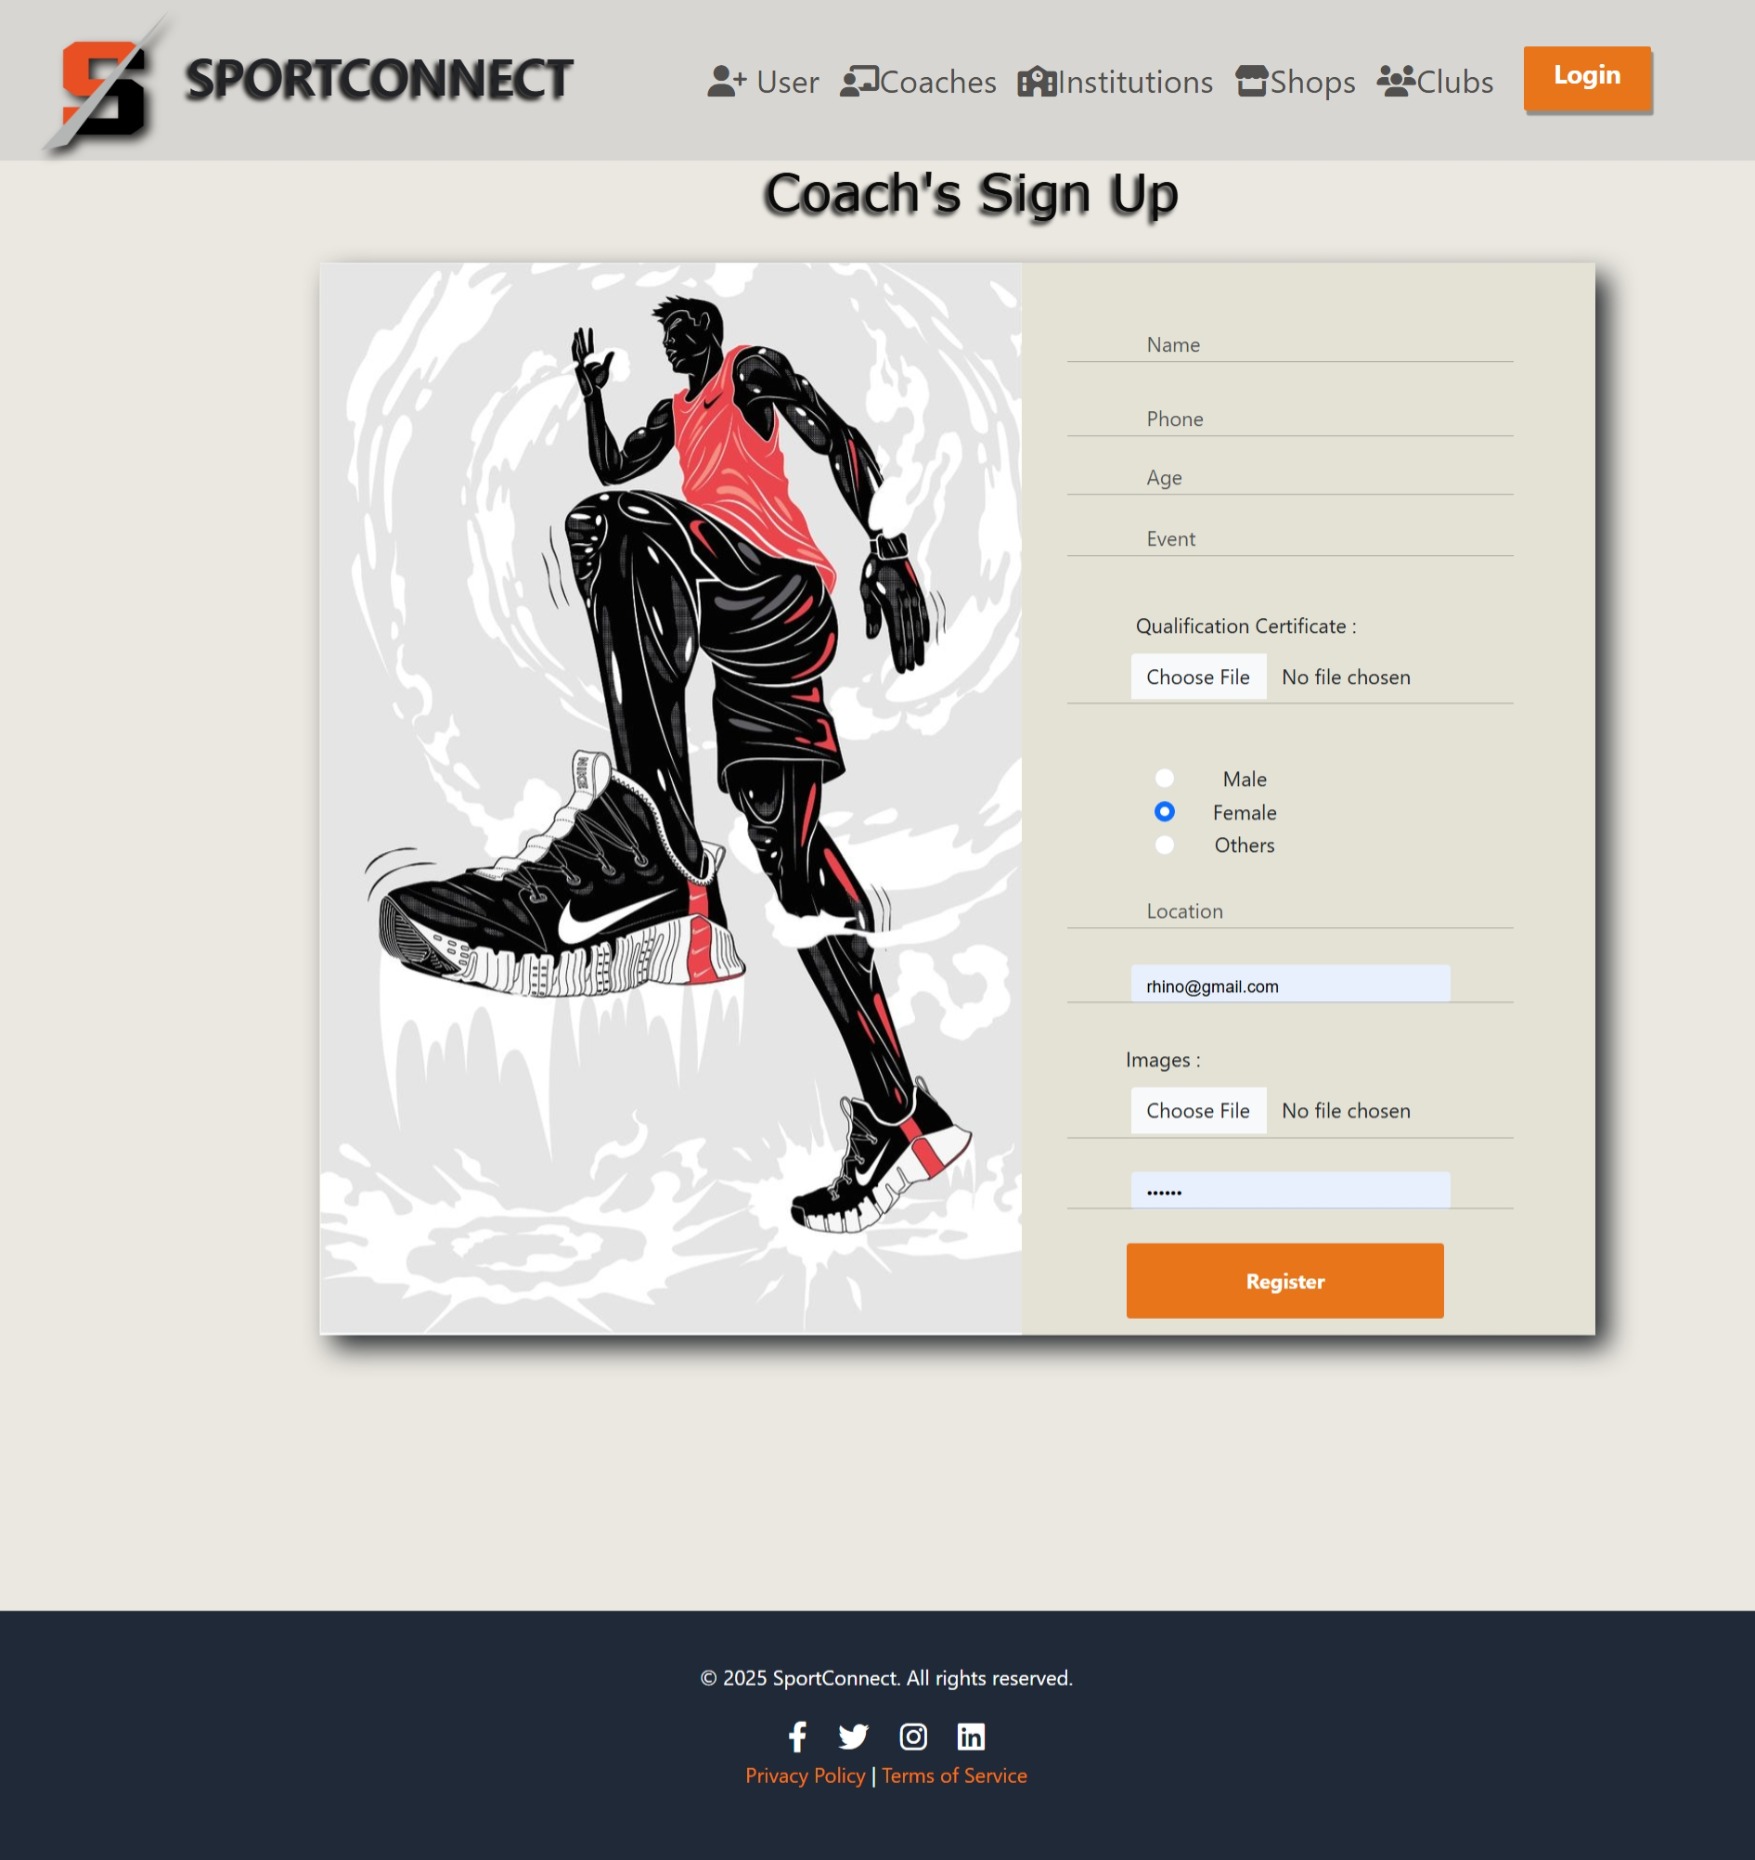 SPORTCONNECT
User Coaches Institutions Shops Clubs Login
Coach's Sign Up
Name
Phone
Age
Event
Qualification Certificate :
Choose File No file chosen
Male
Female
Others
Location
rhino@gmail.com
Images :
Choose File No file chosen
••••••
Register
NIKE
© 2025 SportConnect. All rights reserved.
Privacy Policy | Terms of Service